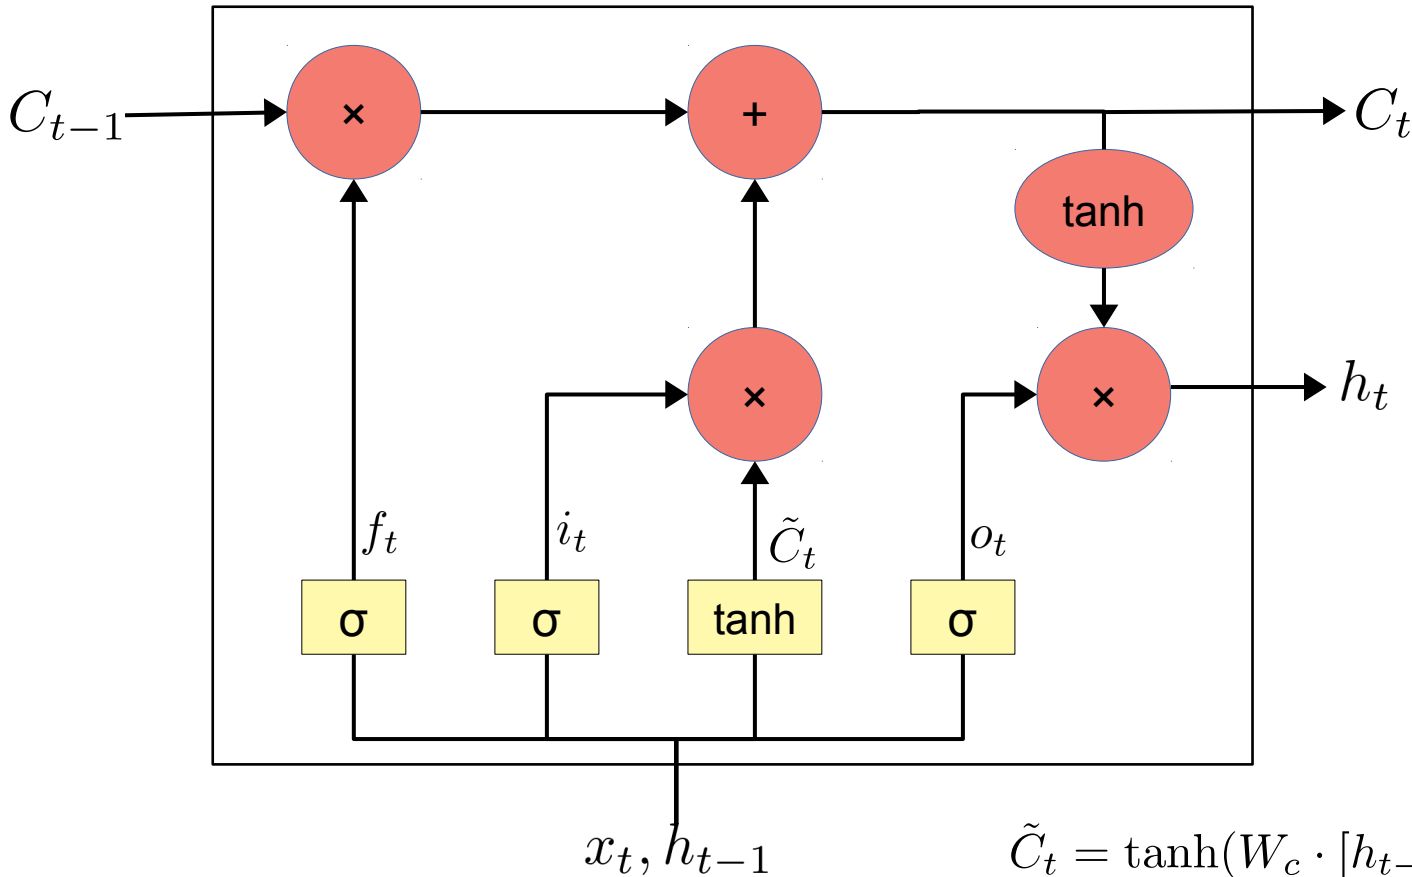 C_{t-1} × + C_t
tanh
× × h_t
f_t i_t C̃_t o_t
σ σ tanh σ
x_t, h_{t-1}
C̃_t = tanh(W_c · [h_{t-